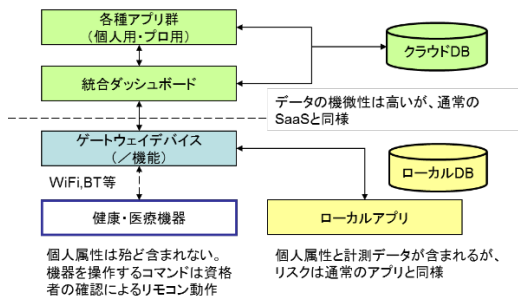 各種アプリ群
（個人用・プロ用）
クラウドDB
統合ダッシュボード
データの機微性は高いが、通常の
SaaSと同様
ゲートウェイデバイス
（／機能）
ローカルDB
WiFi,BT等
健康・医療機器
ローカルアプリ
個人属性は殆ど含まれない。
機器を操作するコマンドは資格
者の確認によるリモコン動作
個人属性と計測データが含まれるが、
リスクは通常のアプリと同様